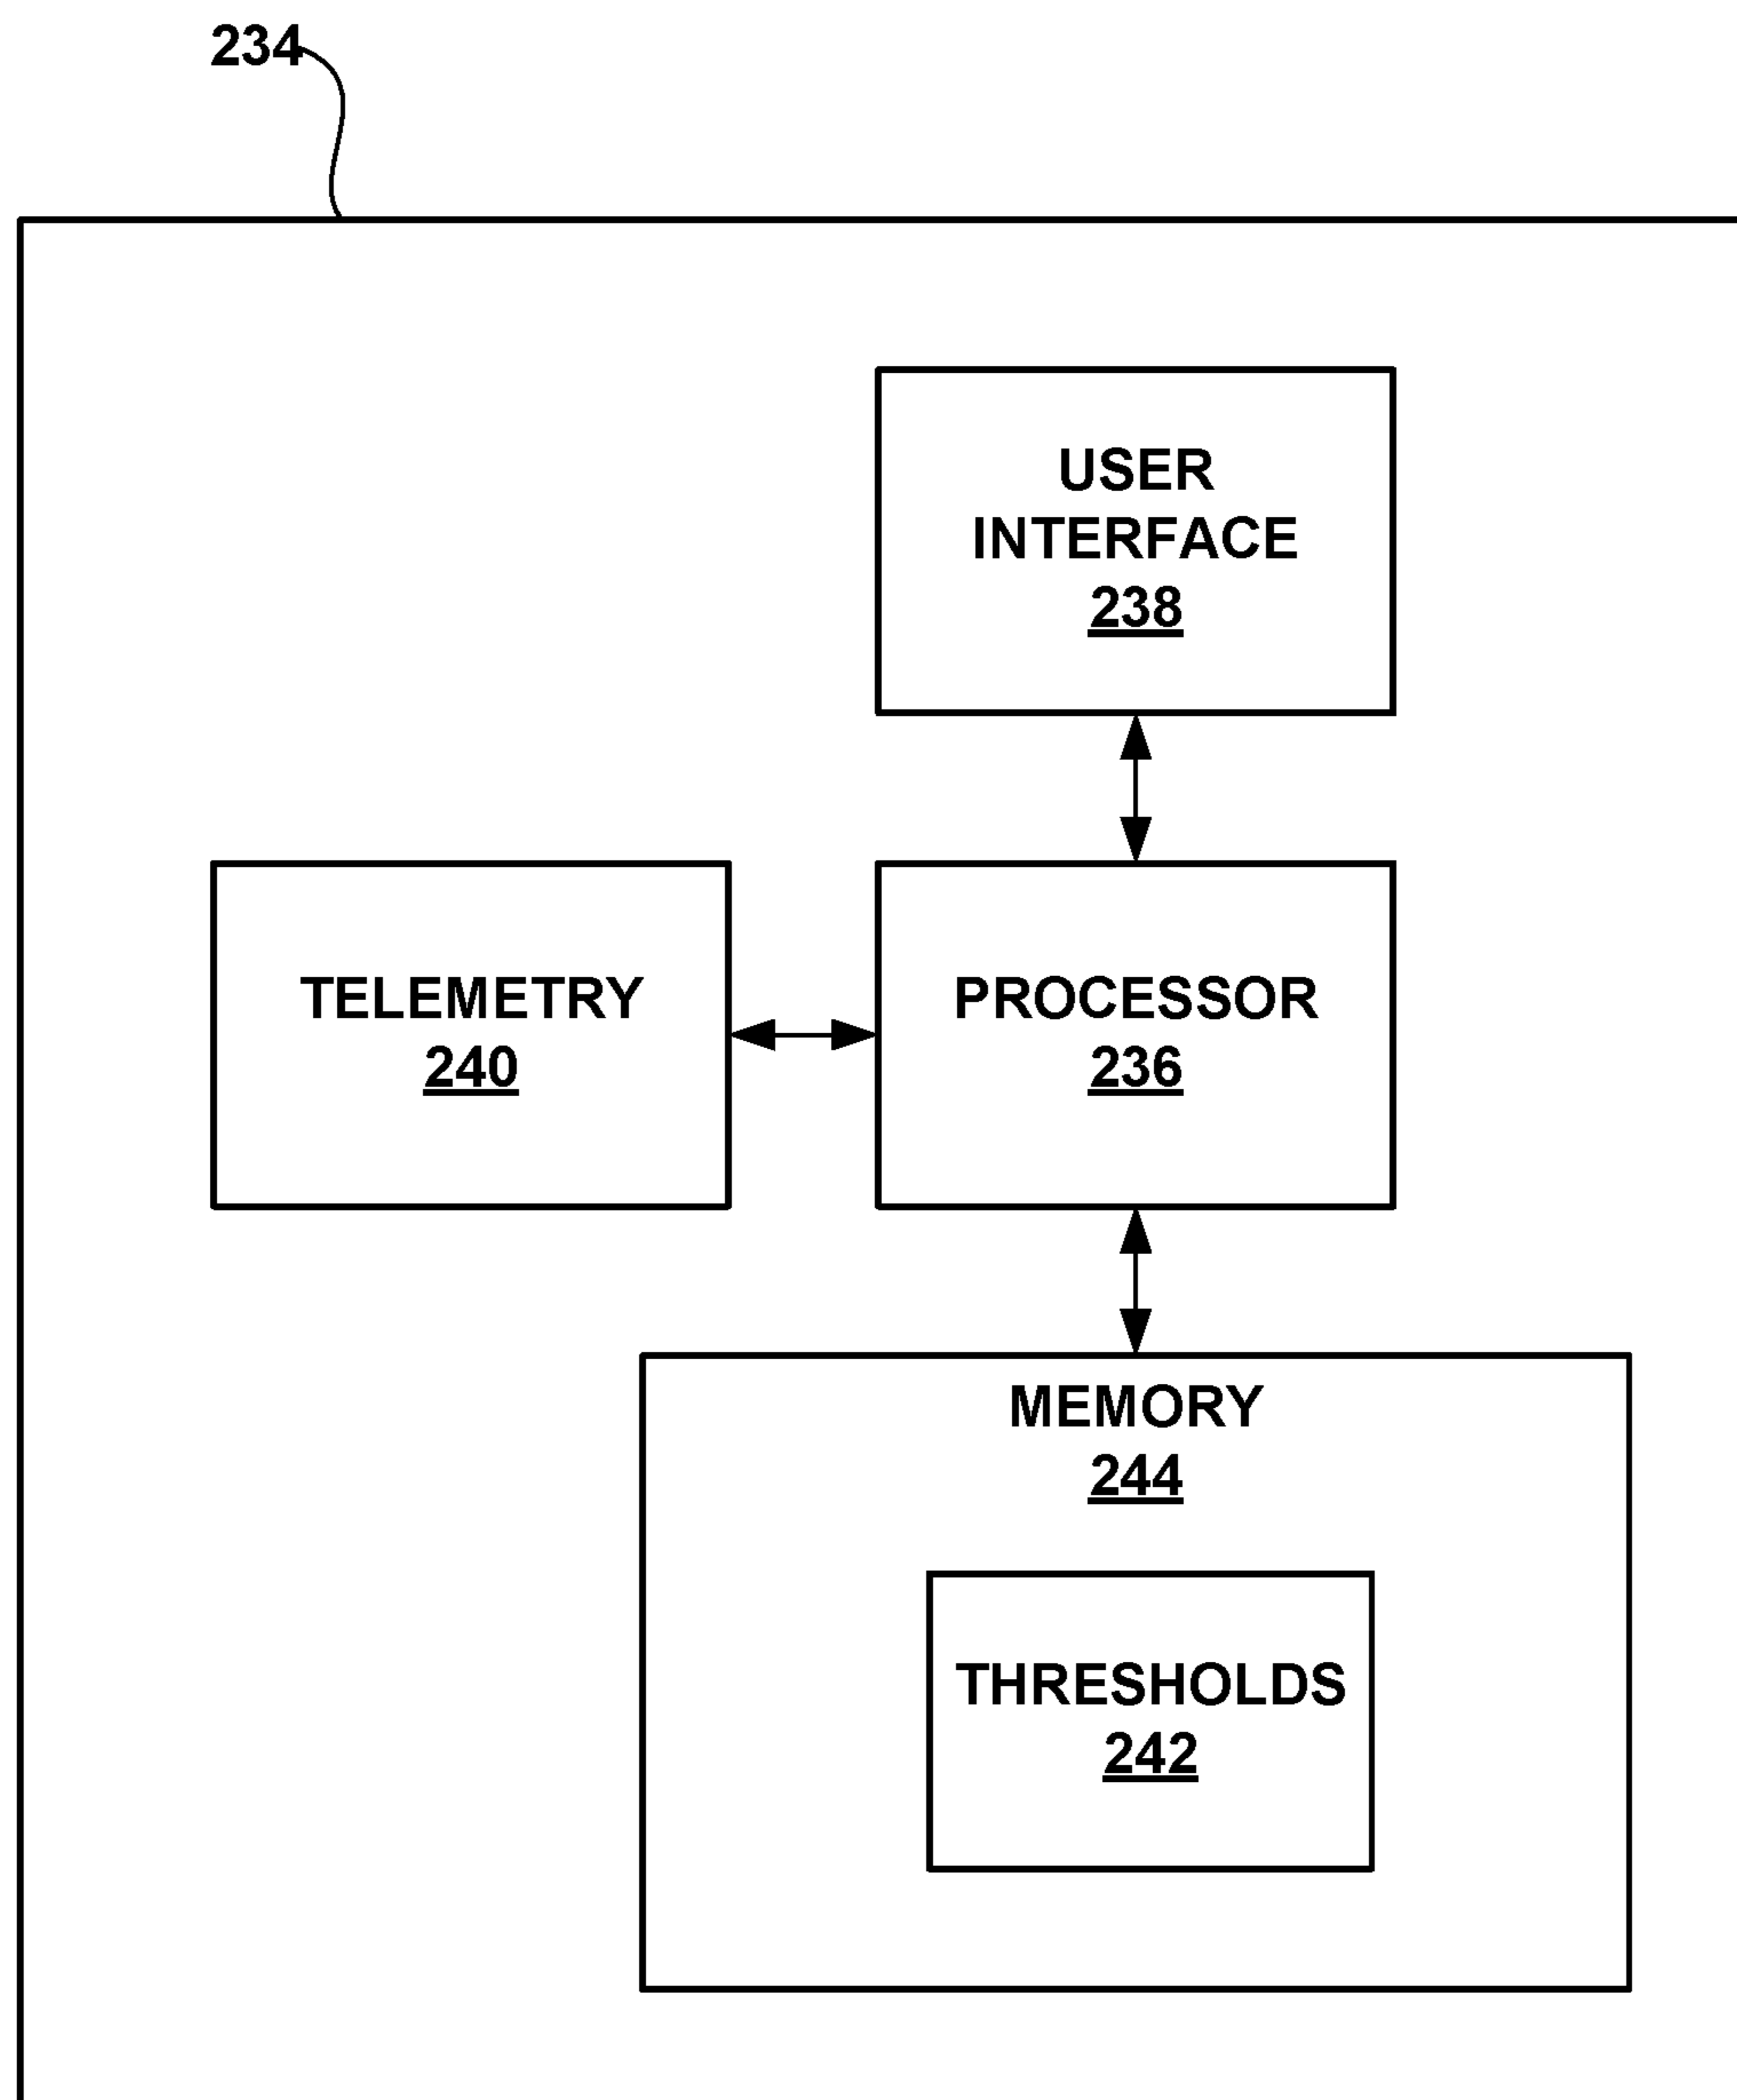 234
USER
INTERFACE
238
TELEMETRY
240
PROCESSOR
236
MEMORY
244
THRESHOLDS
242